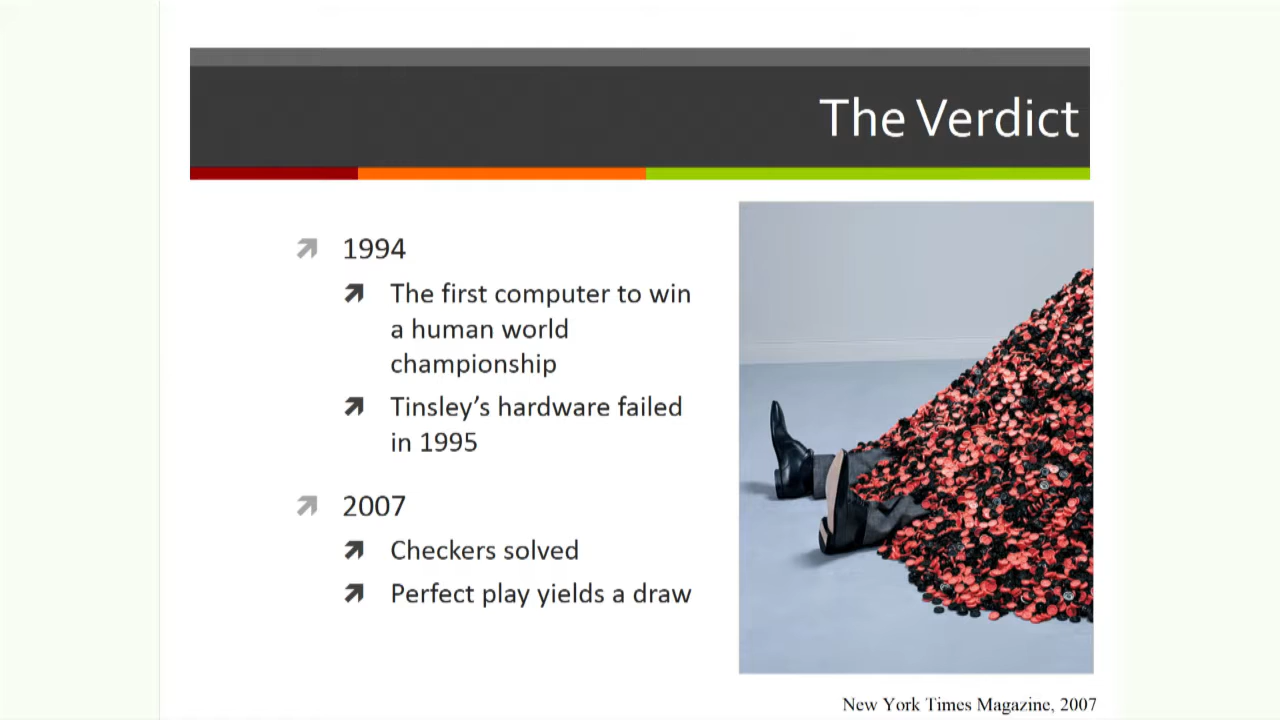 The Verdict
1994
The first computer to win
a human world
championship
Tinsley’s hardware failed
in 1995
2007
Checkers solved
Perfect play yields a draw
New York Times Magazine, 2007